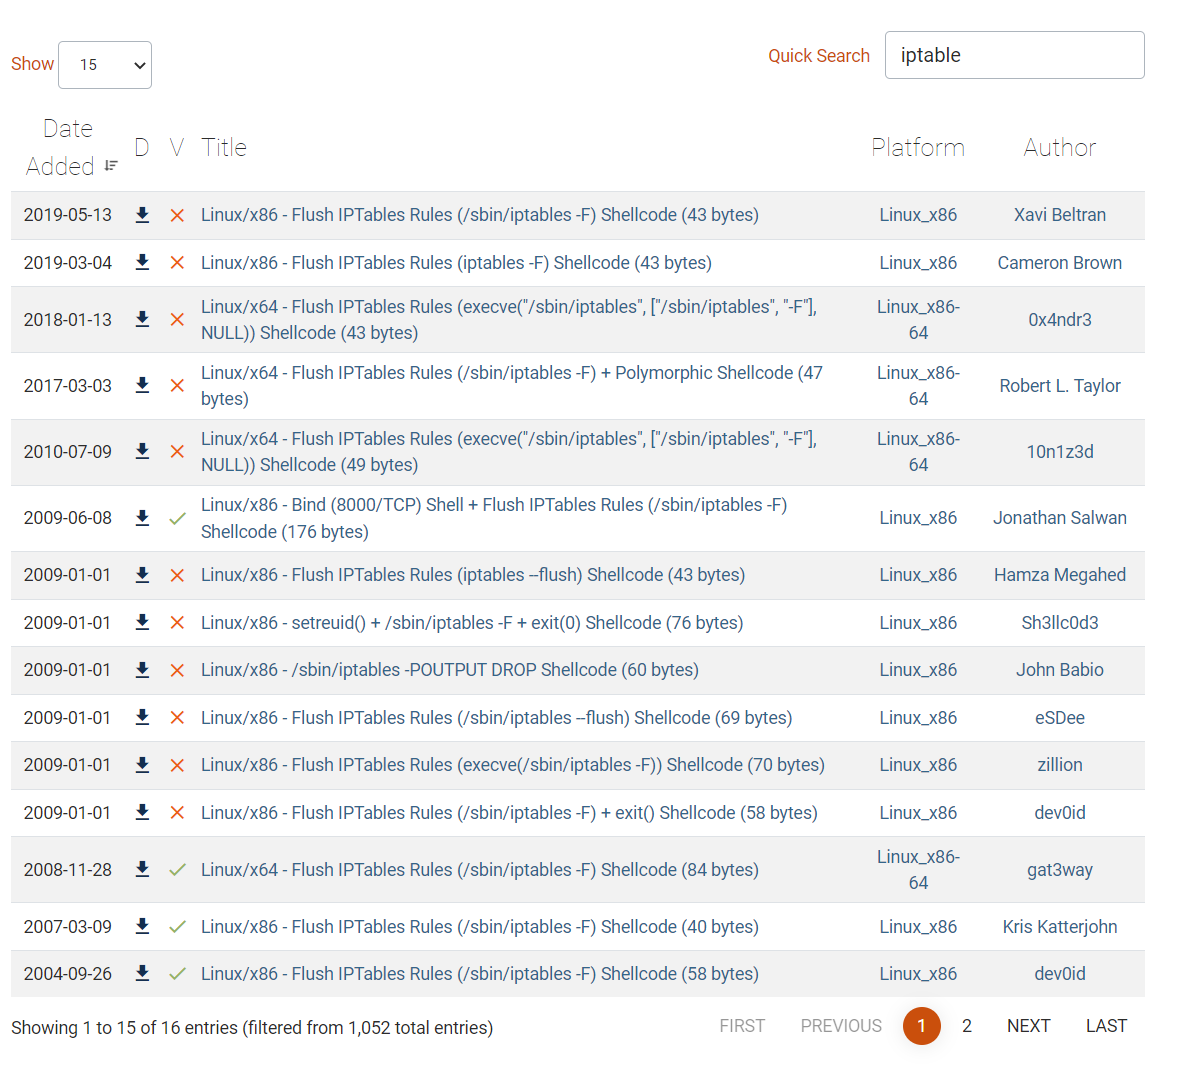 Show 15 Quick Search iptable
Date Added D V Title Platform Author
2019-05-13 Linux/x86 - Flush IPTables Rules (/sbin/iptables -F) Shellcode (43 bytes) Linux_x86 Xavi Beltran
2019-03-04 Linux/x86 - Flush IPTables Rules (iptables -F) Shellcode (43 bytes) Linux_x86 Cameron Brown
2018-01-13 Linux/x64 - Flush IPTables Rules (execve("/sbin/iptables", ["/sbin/iptables", "-F"], NULL)) Shellcode (43 bytes) Linux_x86-64 0x4ndr3
2017-03-03 Linux/x64 - Flush IPTables Rules (/sbin/iptables -F) + Polymorphic Shellcode (47 bytes) Linux_x86-64 Robert L. Taylor
2010-07-09 Linux/x64 - Flush IPTables Rules (execve("/sbin/iptables", ["/sbin/iptables", "-F"], NULL)) Shellcode (49 bytes) Linux_x86-64 10n1z3d
2009-06-08 Linux/x86 - Bind (8000/TCP) Shell + Flush IPTables Rules (/sbin/iptables -F) Shellcode (176 bytes) Linux_x86 Jonathan Salwan
2009-01-01 Linux/x86 - Flush IPTables Rules (iptables --flush) Shellcode (43 bytes) Linux_x86 Hamza Megahed
2009-01-01 Linux/x86 - setreuid() + /sbin/iptables -F + exit(0) Shellcode (76 bytes) Linux_x86 Sh3llc0d3
2009-01-01 Linux/x86 - /sbin/iptables -POUTPUT DROP Shellcode (60 bytes) Linux_x86 John Babio
2009-01-01 Linux/x86 - Flush IPTables Rules (/sbin/iptables --flush) Shellcode (69 bytes) Linux_x86 eSDee
2009-01-01 Linux/x86 - Flush IPTables Rules (execve(/sbin/iptables -F)) Shellcode (70 bytes) Linux_x86 zillion
2009-01-01 Linux/x86 - Flush IPTables Rules (/sbin/iptables -F) + exit() Shellcode (58 bytes) Linux_x86 dev0id
2008-11-28 Linux/x64 - Flush IPTables Rules (/sbin/iptables -F) Shellcode (84 bytes) Linux_x86-64 gat3way
2007-03-09 Linux/x86 - Flush IPTables Rules (/sbin/iptables -F) Shellcode (40 bytes) Linux_x86 Kris Katterjohn
2004-09-26 Linux/x86 - Flush IPTables Rules (/sbin/iptables -F) Shellcode (58 bytes) Linux_x86 dev0id
Showing 1 to 15 of 16 entries (filtered from 1,052 total entries) FIRST PREVIOUS 1 2 NEXT LAST